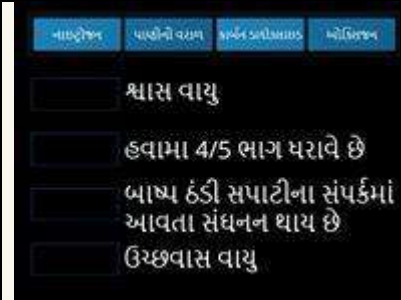 નાઇટ્રોજન પાણીની વરાળ કાર્બન ડાયોક્સાઇડ ઓક્સિજન
શ્વાસ વાયુ
હવામા 4/5 ભાગ ધરાવે છે
બાષ્પ ઠંડી સપાટીના સંપર્કમાં
આવતા સંઘનન થાય છે
ઉચ્છવાસ વાયુ